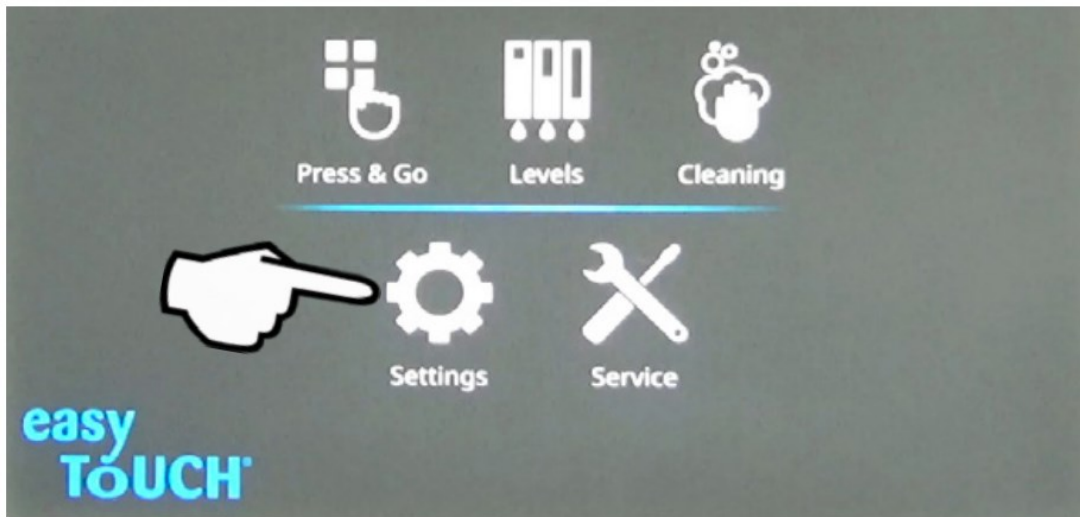 Press & Go
Levels
Cleaning
Settings
Service
easy
TOUCH®